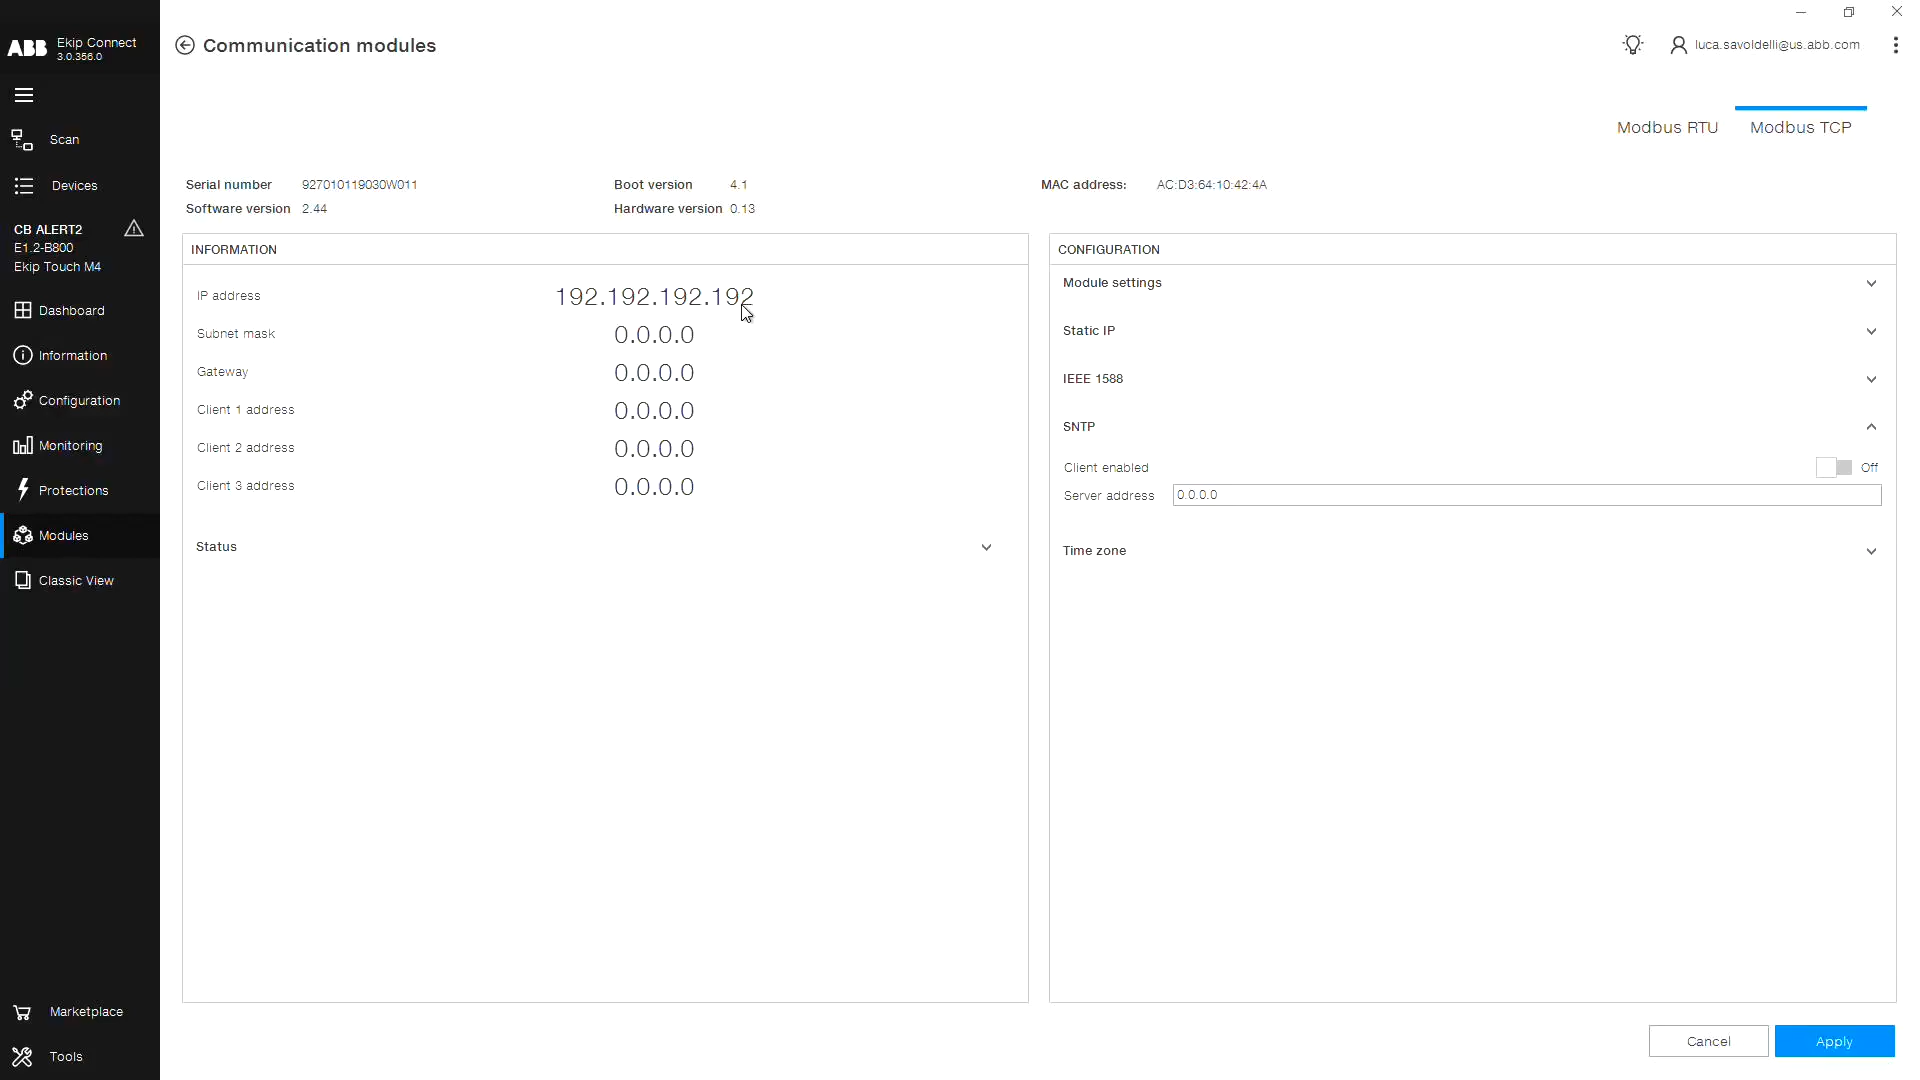 ABB Ekip Connect
3.0.356.0
Communication modules
luca.savoldelli@us.abb.com
Scan
Devices
CB ALERT2
E1.2-B800
Ekip Touch M4
Dashboard
Information
Configuration
Monitoring
Protections
Modules
Classic View
Marketplace
Tools
Modbus RTU Modbus TCP
Serial number 927010119030W011 Boot version 4.1 MAC address: AC:D3:64:10:42:4A
Software version 2.44 Hardware version 0.13
INFORMATION
IP address 192.192.192.192
Subnet mask 0.0.0.0
Gateway 0.0.0.0
Client 1 address 0.0.0.0
Client 2 address 0.0.0.0
Client 3 address 0.0.0.0
Status
CONFIGURATION
Module settings
Static IP
IEEE 1588
SNTP
Client enabled Off
Server address 0.0.0.0
Time zone
Cancel Apply